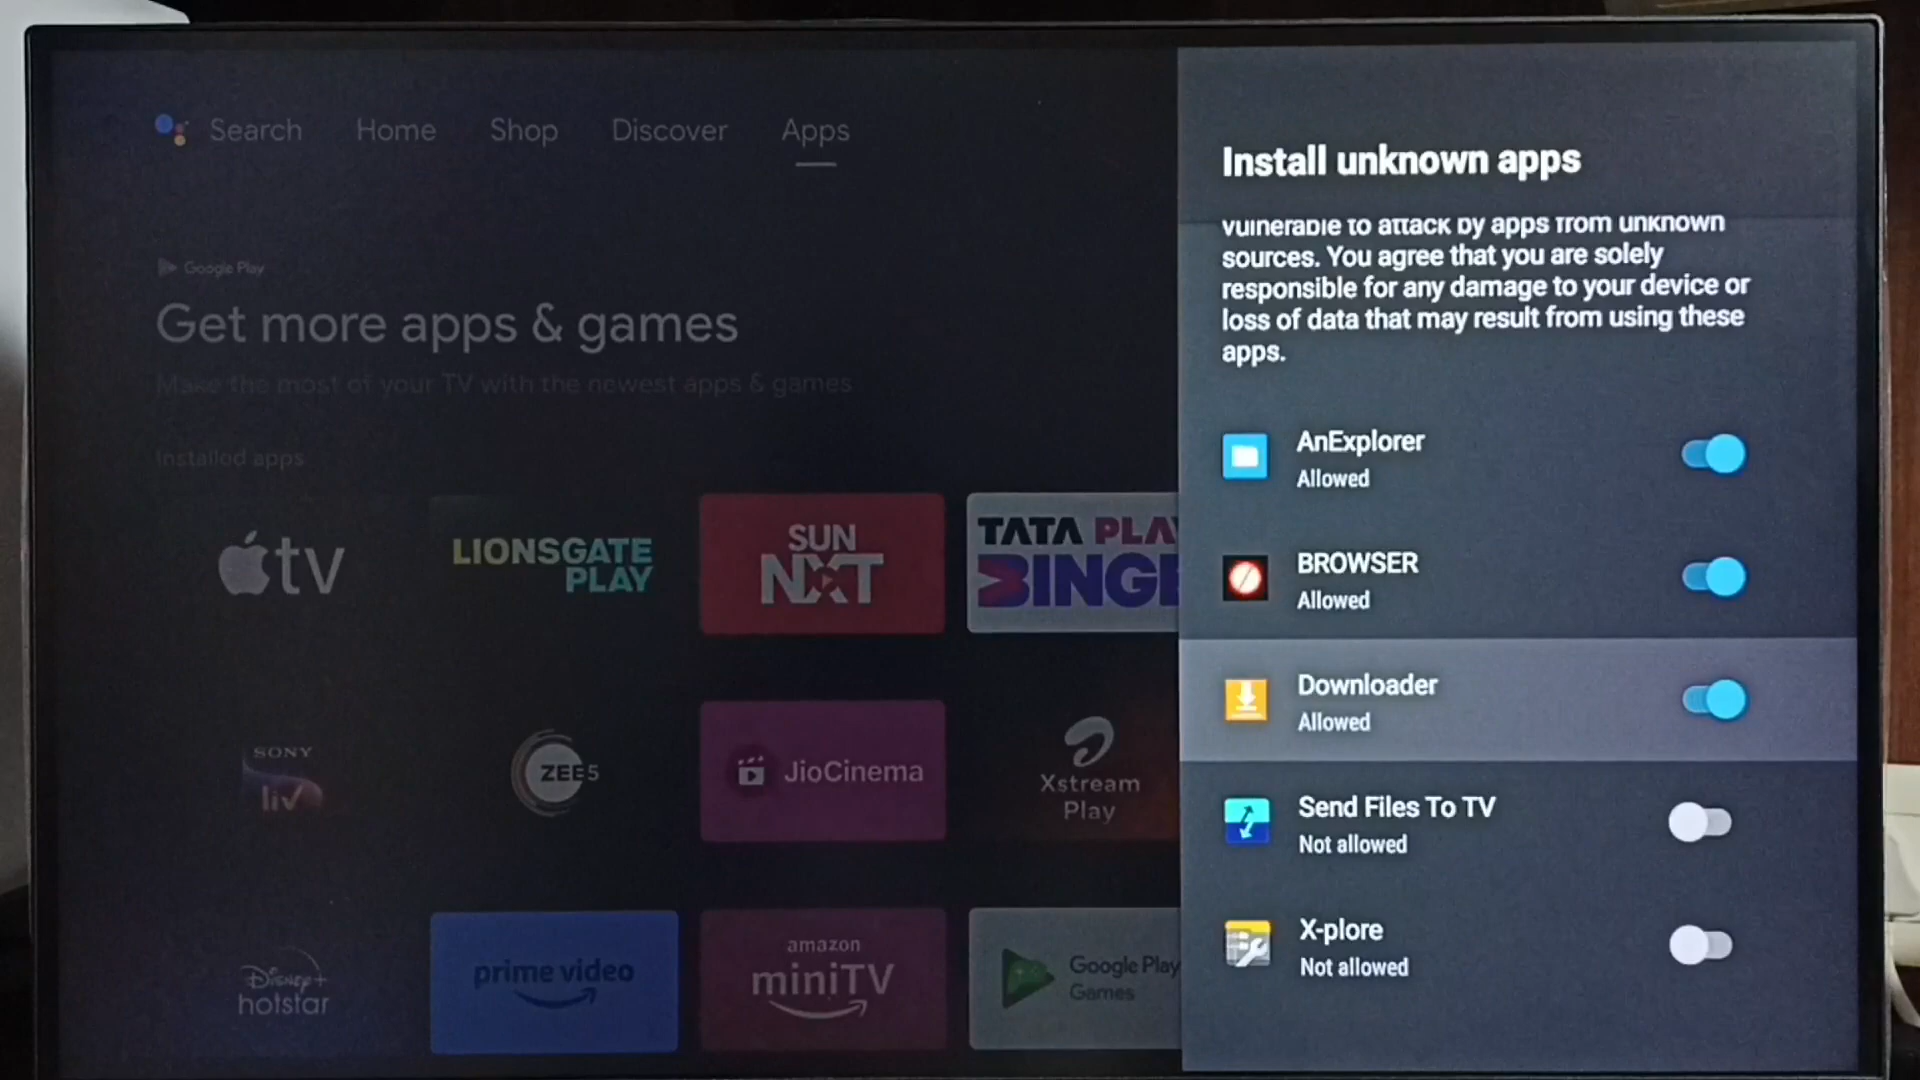 Search Home Shop Discover Apps
Google Play
Get more apps & games
Make the most of your TV with the newest apps & games
Installed apps
tv
LIONSGATE
PLAY
SUN
NXT
TATA PLAY
BINGE
SONY
liv
ZEE5
JioCinema
Xstream
Play
Disney+
hotstar
prime video
amazon
miniTV
Google Play
Games
Install unknown apps
vulnerable to attack by apps from unknown
sources. You agree that you are solely
responsible for any damage to your device or
loss of data that may result from using these
apps.
AnExplorer
Allowed
BROWSER
Allowed
Downloader
Allowed
Send Files To TV
Not allowed
X-plore
Not allowed